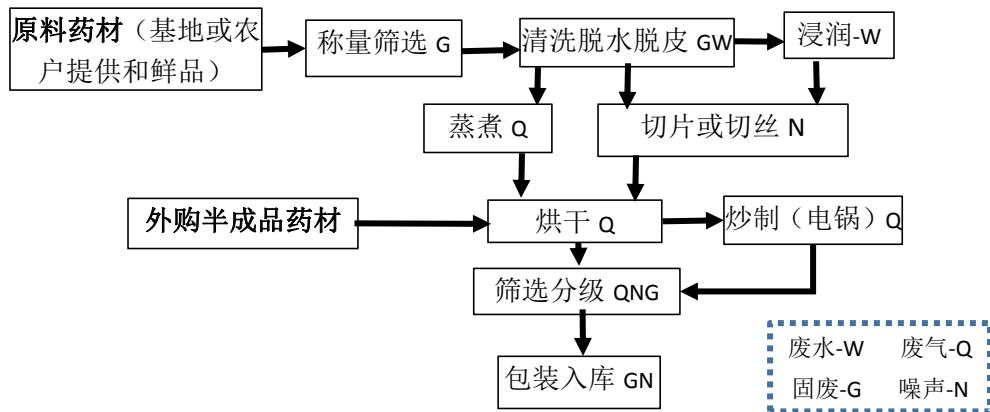 原料药材（基地或农
户提供和鲜品）
称量筛选 G
清洗脱水脱皮 GW
浸润-W
蒸煮 Q
切片或切丝 N
外购半成品药材
烘干 Q
炒制（电锅）Q
筛选分级 QNG
包装入库 GN
废水-W 废气-Q
固废-G 噪声-N